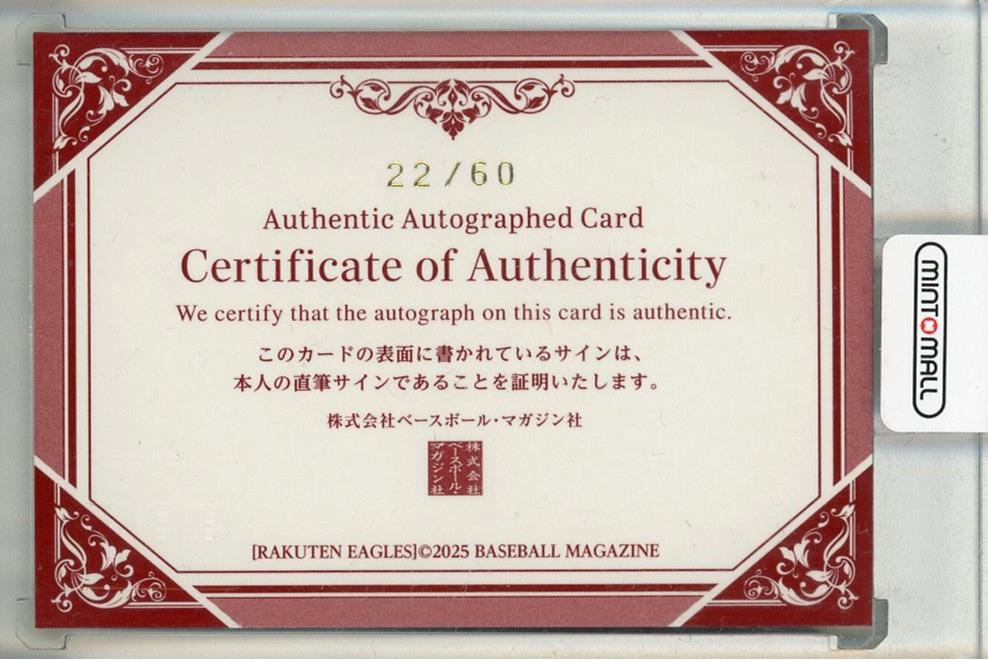 22/60
Authentic Autographed Card
Certificate of Authenticity
We certify that the autograph on this card is authentic.
このカードの表面に書かれているサインは、
本人の直筆サインであることを証明いたします。
株式会社ベースボール・マガジン社
株式会社
ベースボール・
マガジン社
[RAKUTEN EAGLES]©2025 BASEBALL MAGAZINE
MINTMALL